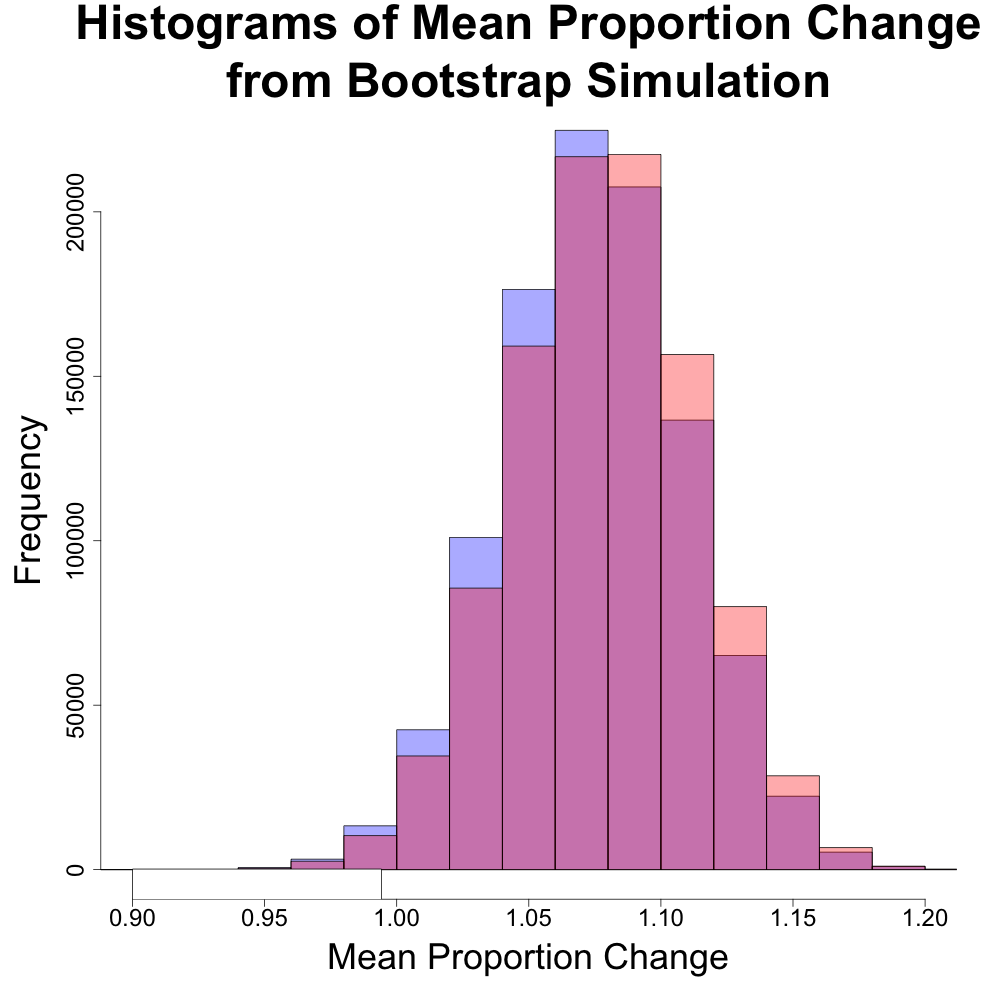 Histograms of Mean Proportion Change
from Bootstrap Simulation
Frequency
200000
150000
100000
50000
0
0.90 0.95 1.00 1.05 1.10 1.15 1.20
Mean Proportion Change